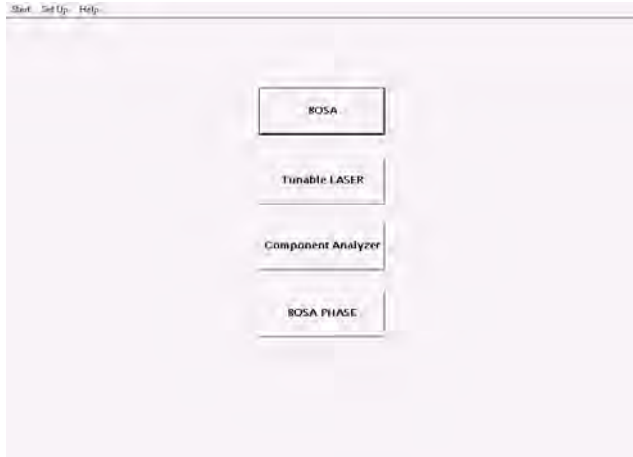 Start Set Up Help
BOSA
Tunable LASER
Component Analyzer
BOSA PHASE